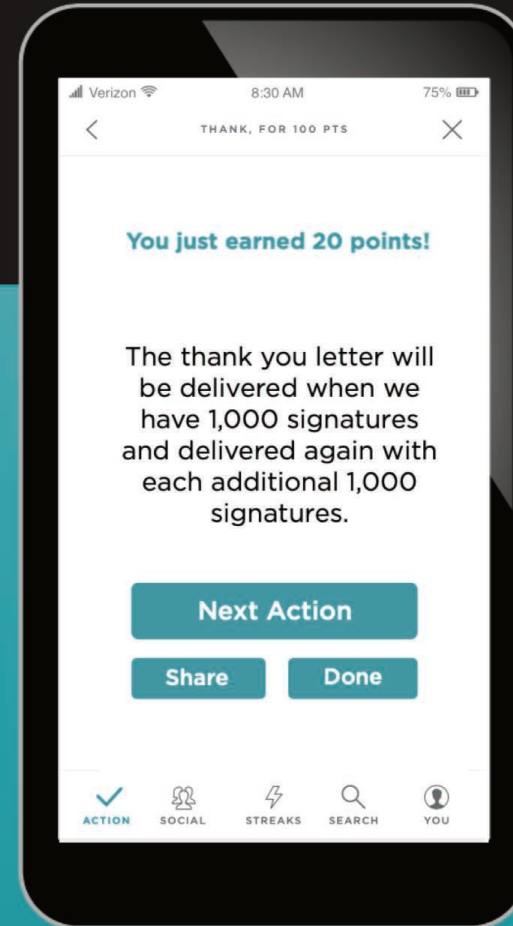 Verizon 8:30 AM 75%
THANK, FOR 100 PTS
You just earned 20 points!
The thank you letter will
be delivered when we
have 1,000 signatures
and delivered again with
each additional 1,000
signatures.
Next Action
Share Done
ACTION SOCIAL STREAKS SEARCH YOU